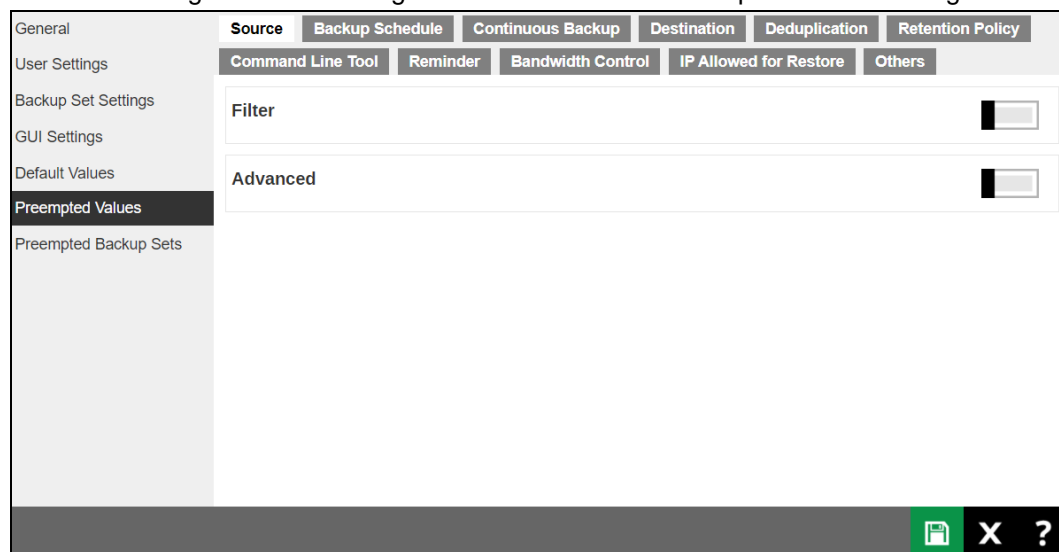 General
User Settings
Backup Set Settings
GUI Settings
Default Values
Preempted Values
Preempted Backup Sets
Source Backup Schedule Continuous Backup Destination Deduplication Retention Policy
Command Line Tool Reminder Bandwidth Control IP Allowed for Restore Others
Filter
Advanced
X ?